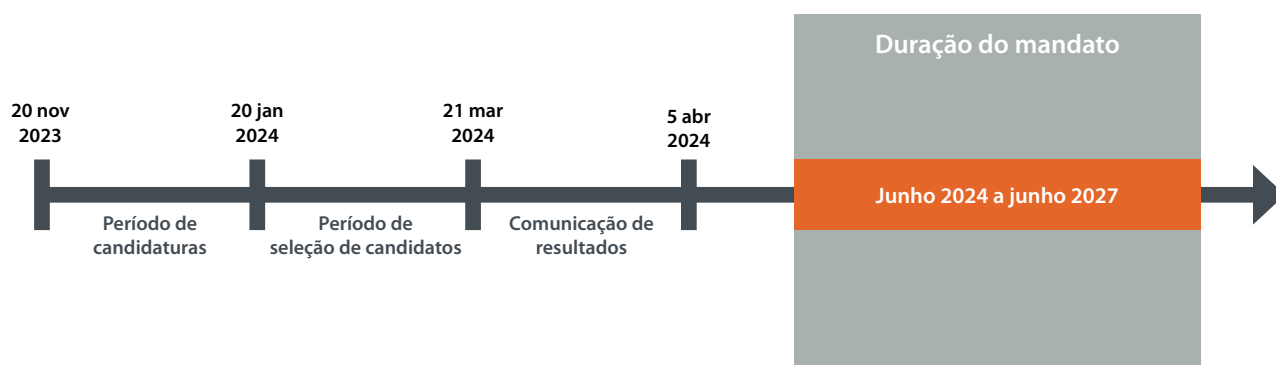 Duração do mandato
20 nov
2023
20 jan
2024
21 mar
2024
5 abr
2024
Junho 2024 a junho 2027
Período de
candidaturas
Período de
seleção de candidatos
Comunicação de
resultados